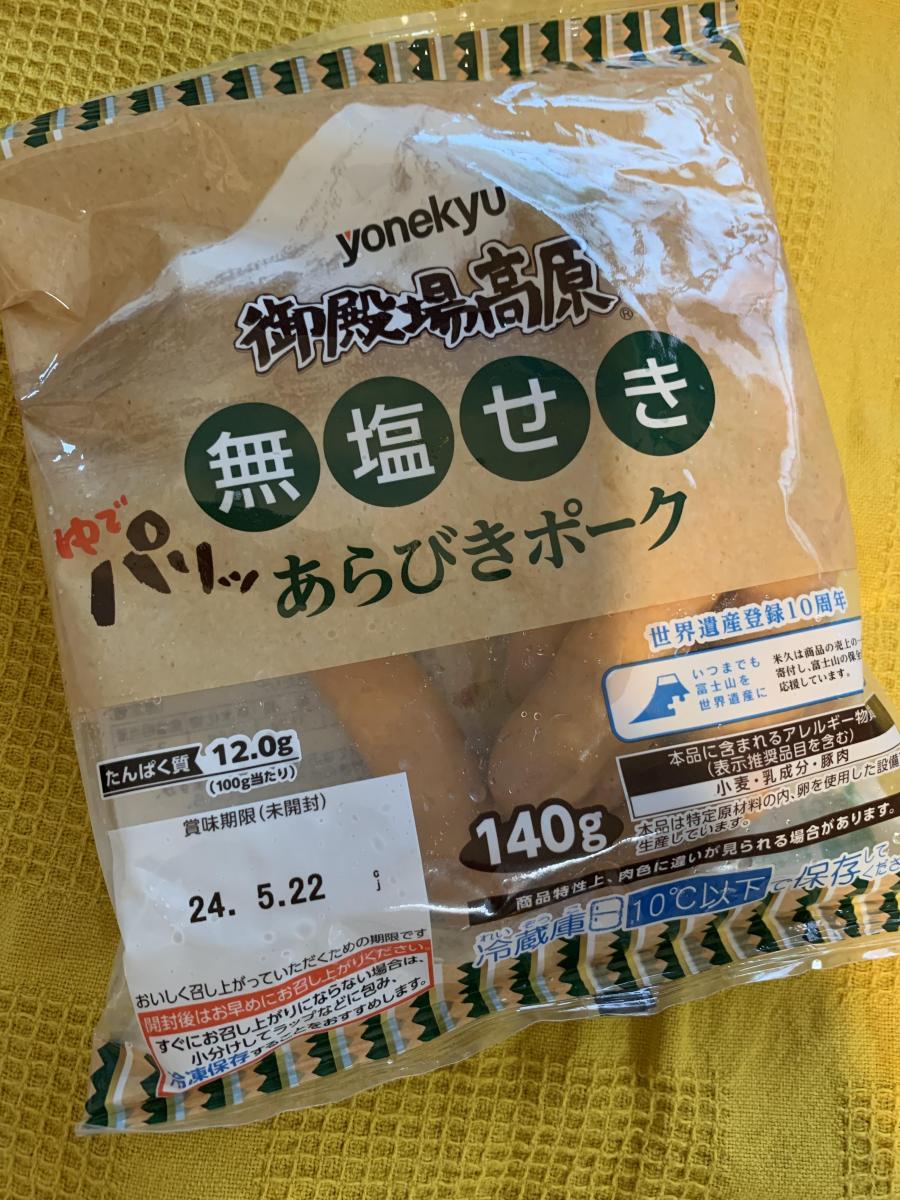 yonekyu
御殿場高原®
無塩せき
ゆで
パリッ
あらびきポーク
世界遺産登録10周年
いつまでも
富士山を
世界遺産に
米久は商品の売上の一
寄付し、富士山の保全
応援しています。
たんぱく質 12.0g
(100g当たり)
本品に含まれるアレルギー物質
(表示推奨品目を含む)
小麦・乳成分・豚肉
本品は特定原材料の内、卵を使用した設備
生産しています。
140g
商品特性上、肉色に違いが見られる場合があります。
れいぞうこ
冷蔵庫 10℃以下で保存して
くださ
賞味期限(未開封)
24. 5.22
おいしく召し上がっていただくための期限です
開封後はお早めにお召し上がりください。
すぐにお召し上がりにならない場合は、
小分けしてラップなどに包み、
冷凍保存することをおすすめします。